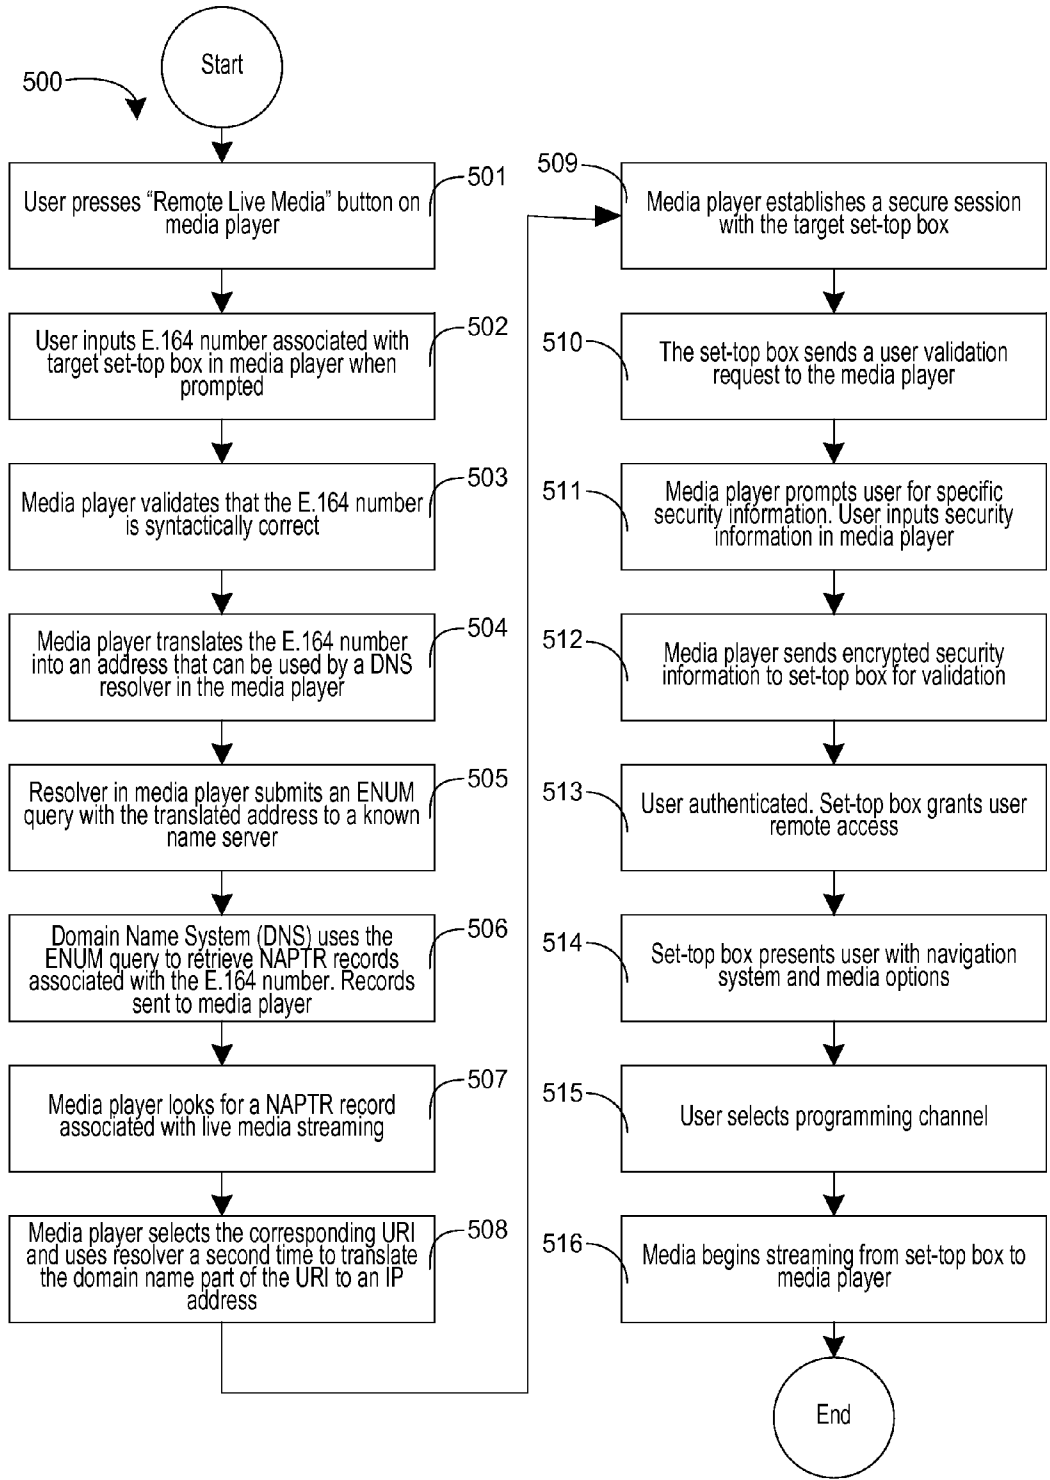 Start
500
User presses “Remote Live Media” button on
media player
501
User inputs E.164 number associated with
target set-top box in media player when
prompted
502
Media player validates that the E.164 number
is syntactically correct
503
Media player translates the E.164 number
into an address that can be used by a DNS
resolver in the media player
504
Resolver in media player submits an ENUM
query with the translated address to a known
name server
505
Domain Name System (DNS) uses the
ENUM query to retrieve NAPTR records
associated with the E.164 number. Records
sent to media player
506
Media player looks for a NAPTR record
associated with live media streaming
507
Media player selects the corresponding URI
and uses resolver a second time to translate
the domain name part of the URI to an IP
address
508
509
Media player establishes a secure session
with the target set-top box
510
The set-top box sends a user validation
request to the media player
511
Media player prompts user for specific
security information. User inputs security
information in media player
512
Media player sends encrypted security
information to set-top box for validation
513
User authenticated. Set-top box grants user
remote access
514
Set-top box presents user with navigation
system and media options
515
User selects programming channel
516
Media begins streaming from set-top box to
media player
End